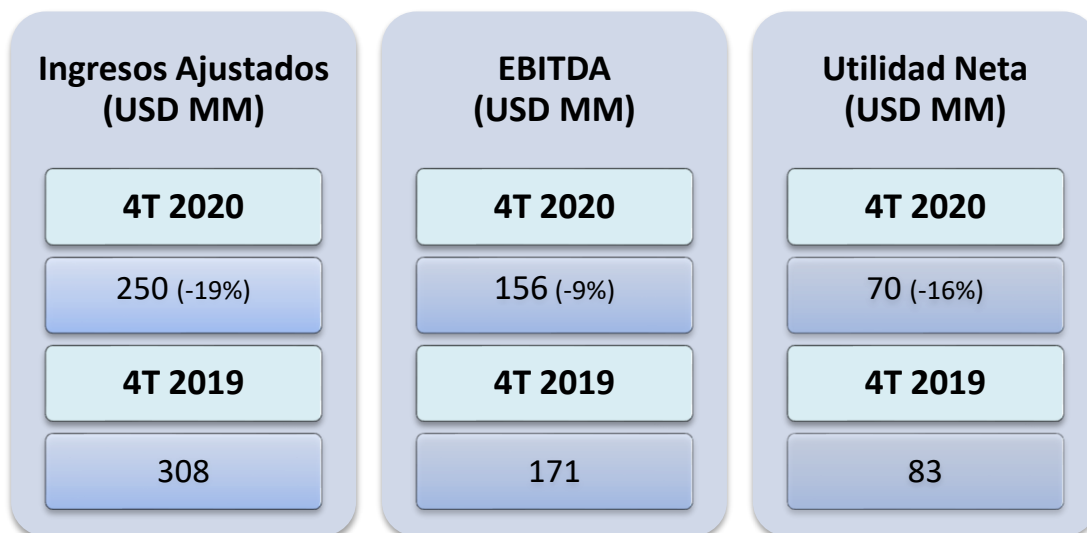 Ingresos Ajustados
(USD MM)
4T 2020
250 (-19%)
4T 2019
308
EBITDA
(USD MM)
4T 2020
156 (-9%)
4T 2019
171
Utilidad Neta
(USD MM)
4T 2020
70 (-16%)
4T 2019
83